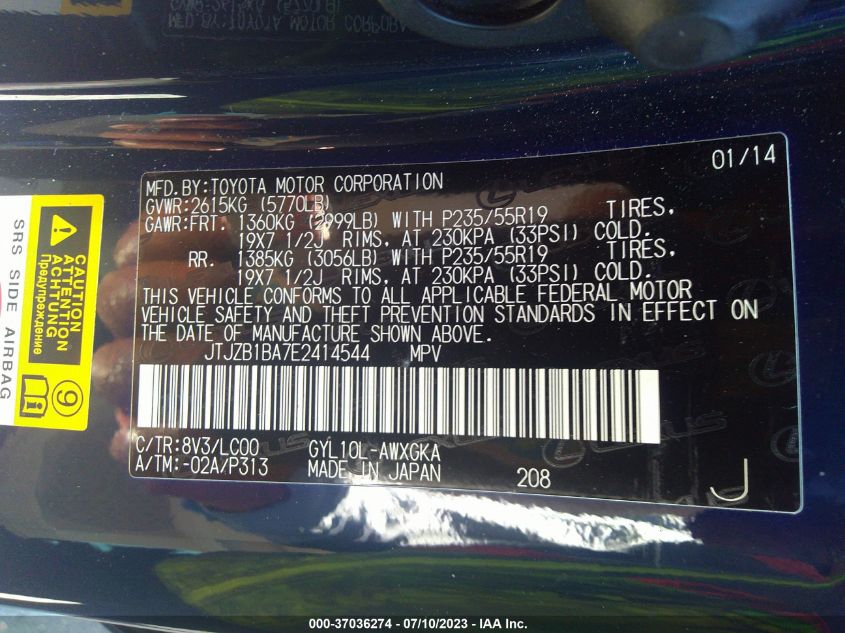 01/14
MFD.BY:TOYOTA MOTOR CORPORATION
GVWR:2615KG (5770LB)
GAWR:FRT. 1360KG (2999LB) WITH P235/55R19 TIRES,
19X7 1/2J RIMS, AT 230KPA (33PSI) COLD.
RR. 1385KG (3056LB) WITH P235/55R19 TIRES,
19X7 1/2J RIMS, AT 230KPA (33PSI) COLD.
THIS VEHICLE CONFORMS TO ALL APPLICABLE FEDERAL MOTOR
VEHICLE SAFETY AND THEFT PREVENTION STANDARDS IN EFFECT ON
THE DATE OF MANUFACTURE SHOWN ABOVE.
JTJZB1BA7E2414544 MPV
C/TR:8V3/LC00 GYL10L-AWXGKA
A/TM:-02A/P313 MADE IN JAPAN 208
J
LEXUS
CAUTION
ATTENTION
ACHTUNG
Предупреждение
9
SRS SIDE AIRBAG
000-37036274 / 07/10/2023 - IAA Inc.